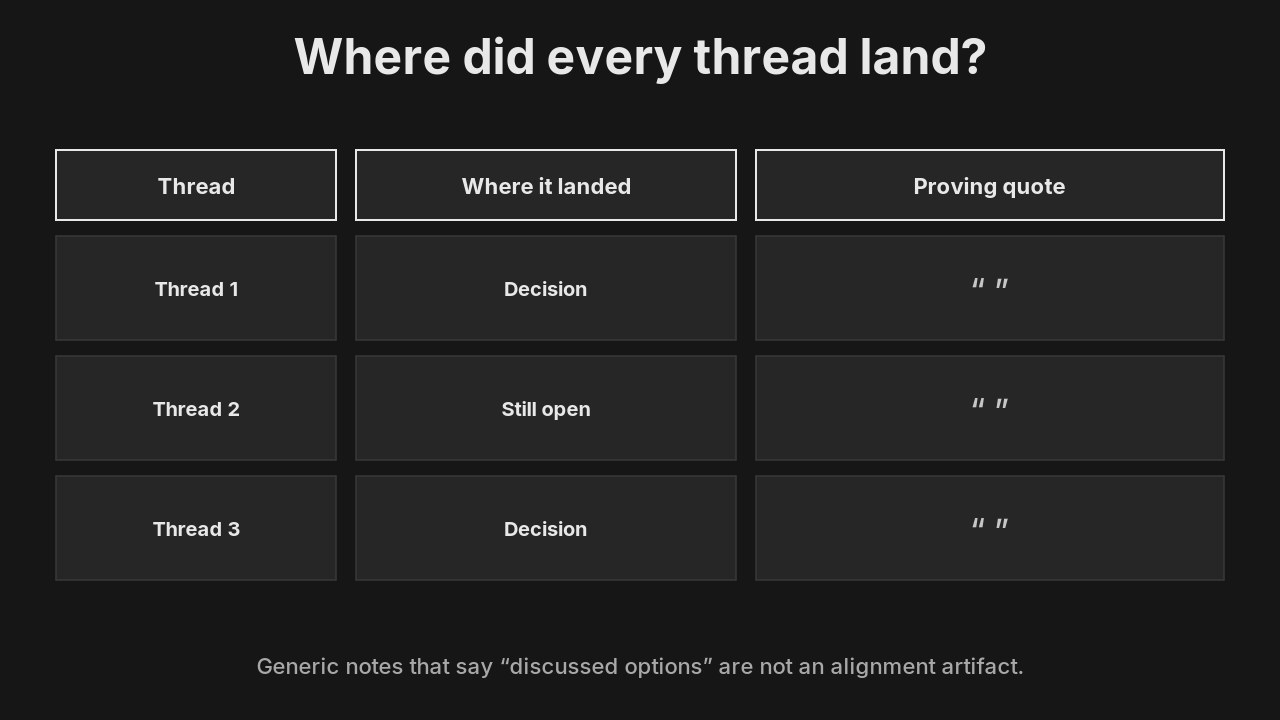 Where did every thread land?
Thread
Where it landed
Proving quote
Thread 1
Decision
“ ”
Thread 2
Still open
“ ”
Thread 3
Decision
“ ”
Generic notes that say “discussed options” are not an alignment artifact.